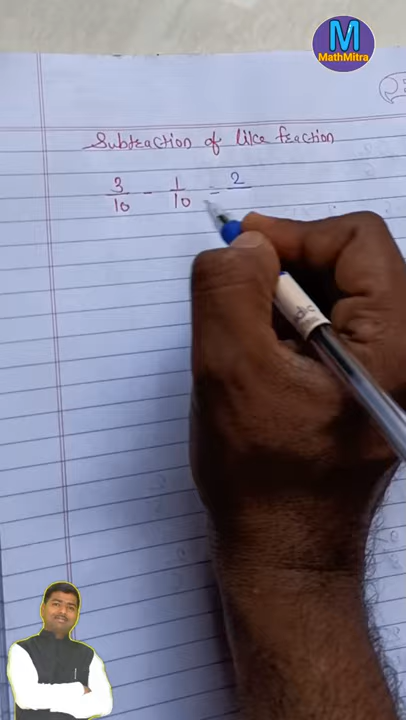 M
MathMitra
Subtraction of like fraction
3/10 - 1/10 = 2